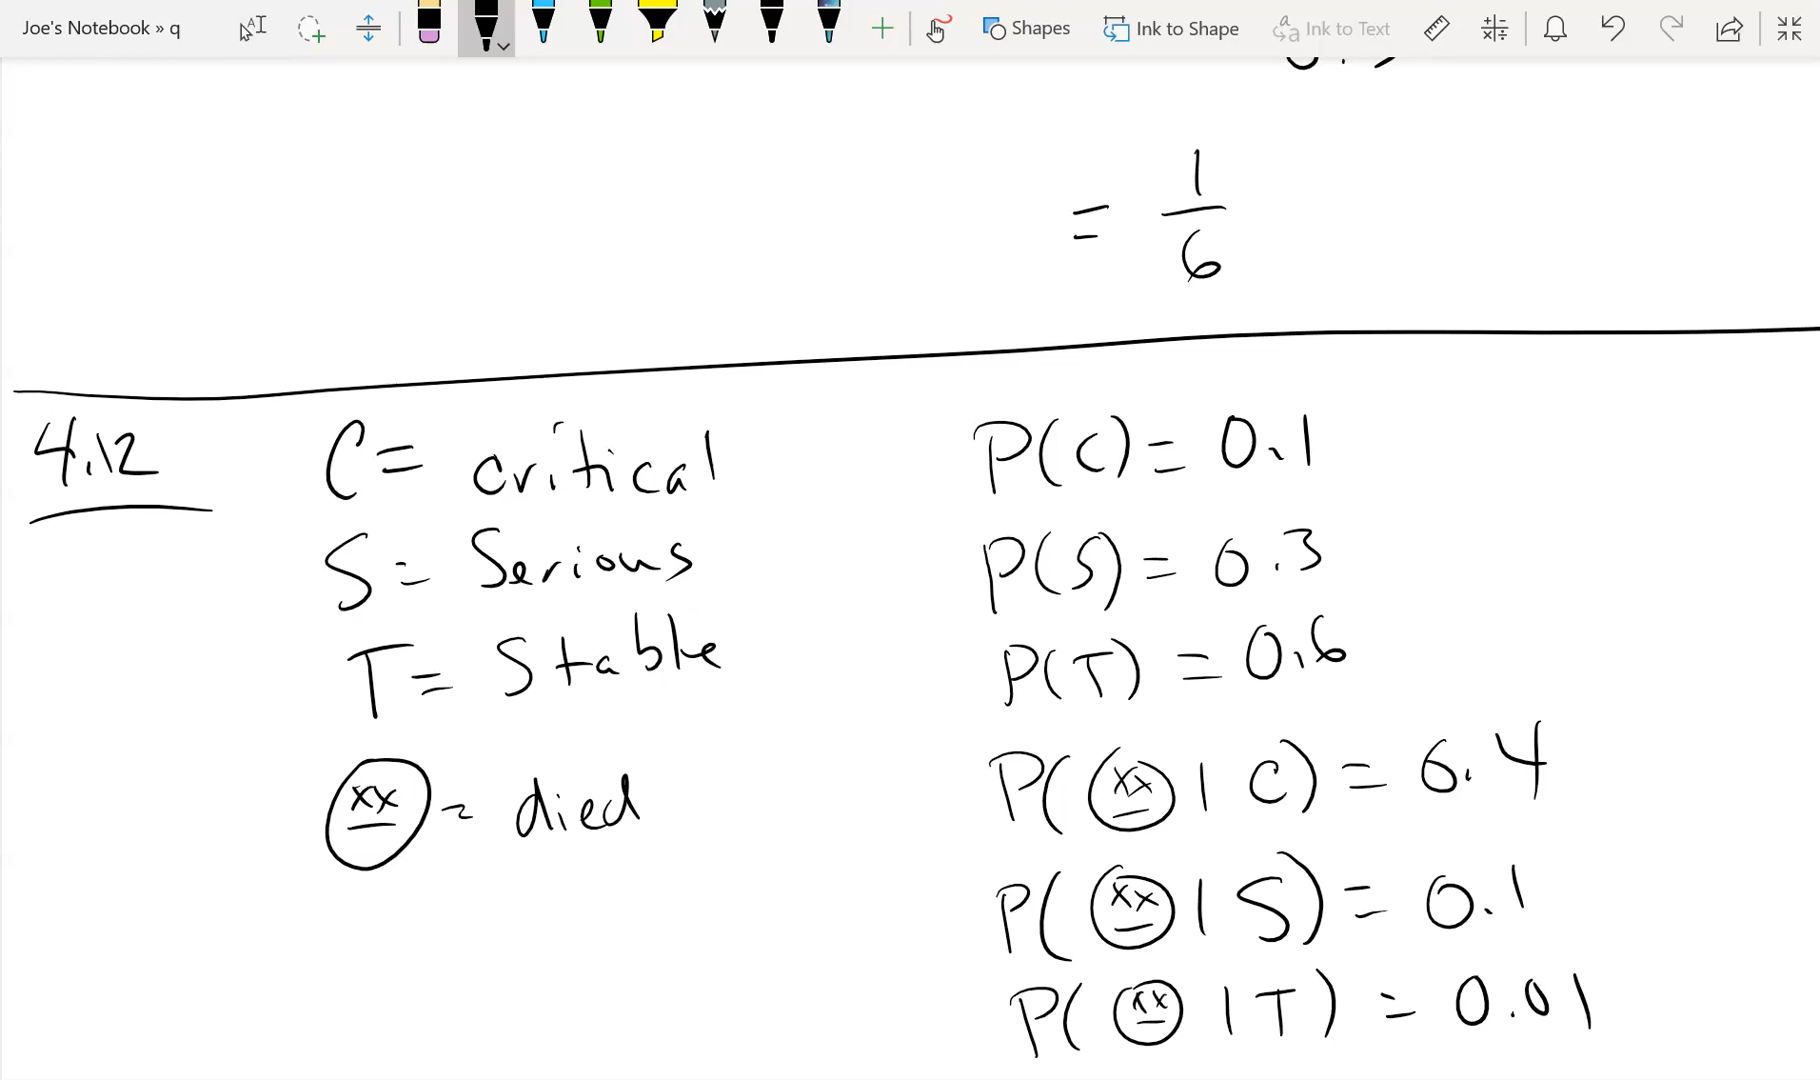 Joe's Notebook » q Shapes Ink to Shape Ink to Text
= 1/6
4.12 C = critical P(C) = 0.1
S = Serious P(S) = 0.3
T = Stable P(T) = 0.6
xx = died P(xx | C) = 0.4
P(xx | S) = 0.1
P(xx | T) = 0.01